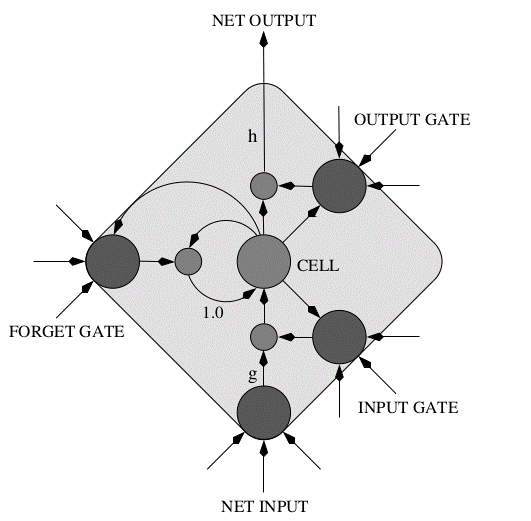 NET OUTPUT
OUTPUT GATE
h
CELL
1.0
FORGET GATE
g
INPUT GATE
NET INPUT